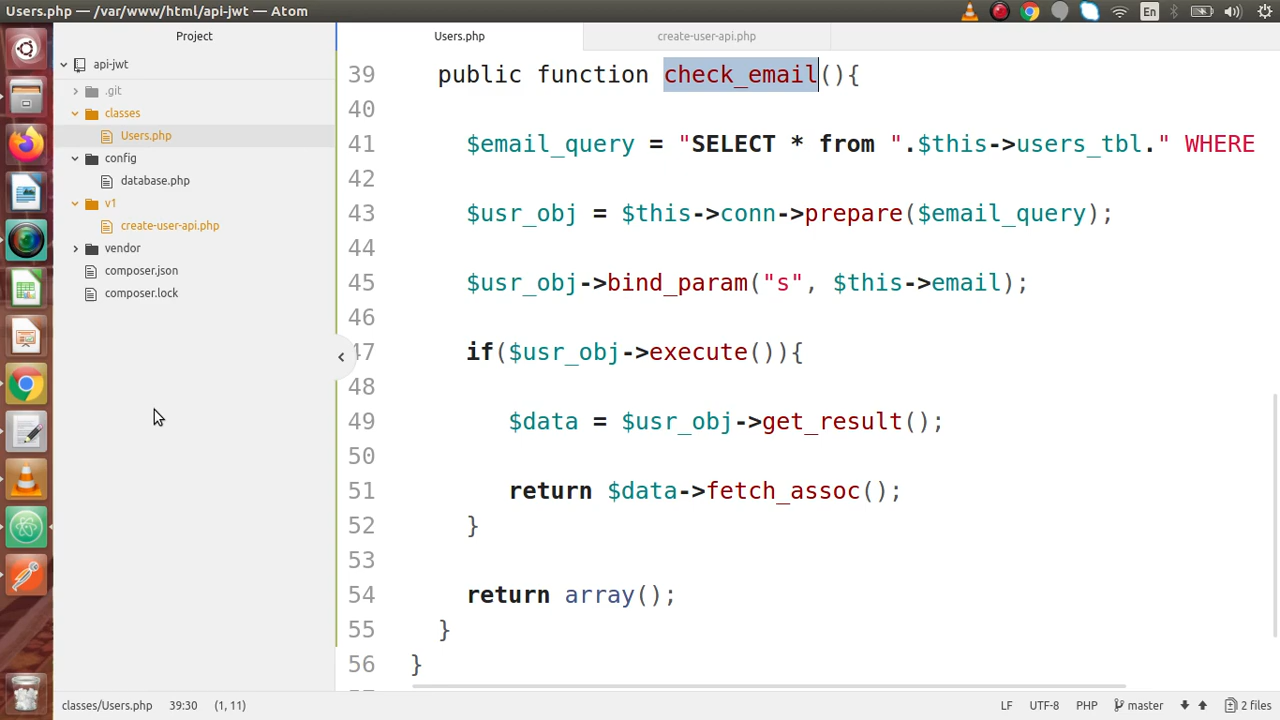 Users.php — /var/www/html/api-jwt — Atom
En
Project
api-jwt
.git
classes
Users.php
config
database.php
v1
create-user-api.php
vendor
composer.json
composer.lock
Users.php
create-user-api.php
39 public function check_email(){
40
41 $email_query = "SELECT * from ".$this->users_tbl." WHERE
42
43 $usr_obj = $this->conn->prepare($email_query);
44
45 $usr_obj->bind_param("s", $this->email);
46
47 if($usr_obj->execute()){
48
49 $data = $usr_obj->get_result();
50
51 return $data->fetch_assoc();
52 }
53
54 return array();
55 }
56 }
classes/Users.php 39:30 (1, 11) LF UTF-8 PHP master 2 files